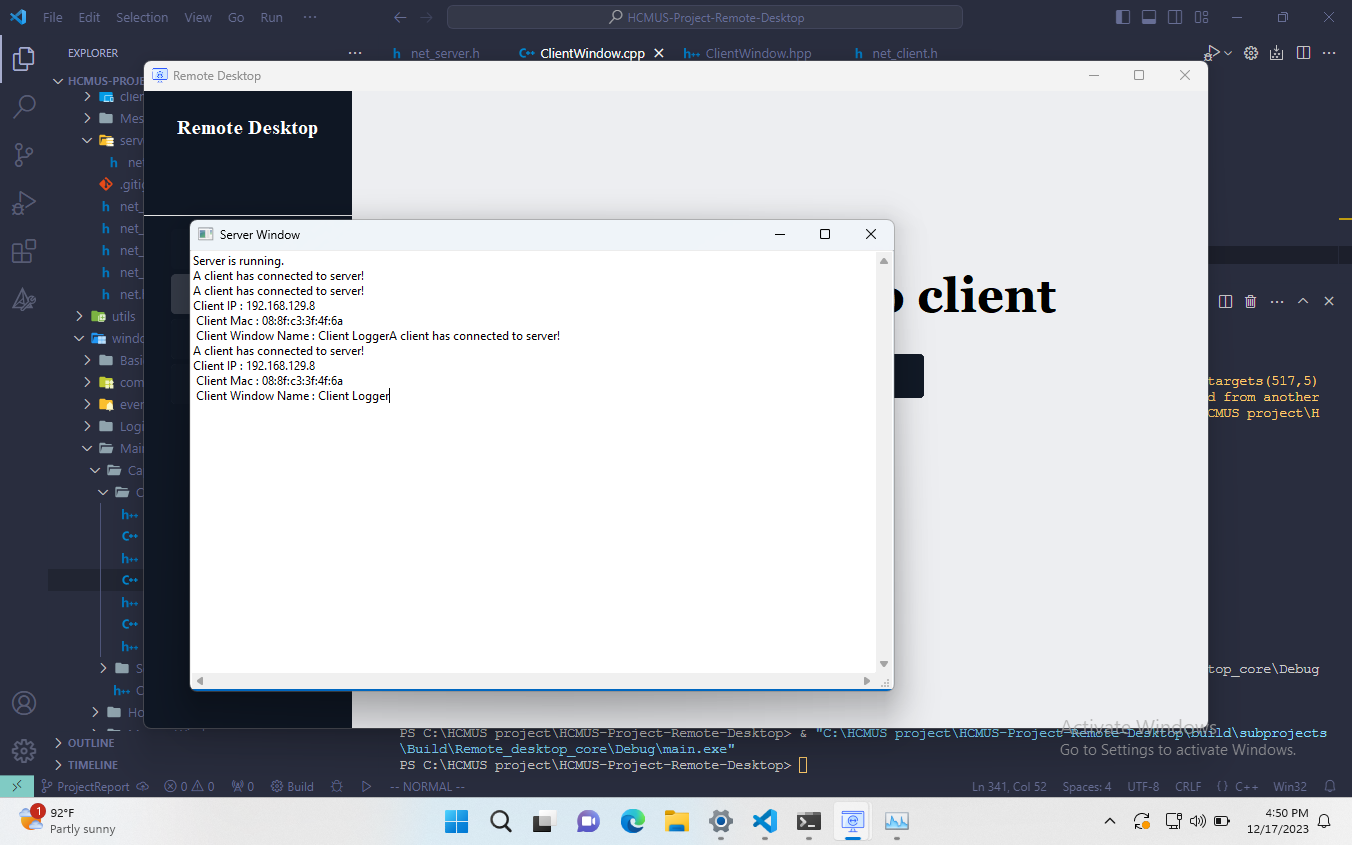 File Edit Selection View Go Run ···
HCMUS-Project-Remote-Desktop
EXPLORER
net_server.h
ClientWindow.cpp
ClientWindow.hpp
net_client.h
HCMUS-PROJE
clien
Mes
serv
net
.gitig
net_
net_
net_
net_
net.h
utils
windo
Basi
com
even
Logi
Mai
Ca
C
S
C
Ho
OUTLINE
TIMELINE
Remote Desktop
Remote Desktop
client
Server Window
Server is running.
A client has connected to server!
A client has connected to server!
Client IP : 192.168.129.8
Client Mac : 08:8f:c3:3f:4f:6a
Client Window Name : Client LoggerA client has connected to server!
A client has connected to server!
Client IP : 192.168.129.8
Client Mac : 08:8f:c3:3f:4f:6a
Client Window Name : Client Logger
targets(517,5)
d from another
CMUS project\H
top_core\Debug
PS C:\HCMUS project\HCMUS-Project-Remote-Desktop> & "C:\HCMUS project\HCMUS-Project-Remote-Desktop\build\subprojects
\Build\Remote_desktop_core\Debug\main.exe"
PS C:\HCMUS project\HCMUS-Project-Remote-Desktop>
Activate Windows
Go to Settings to activate Windows.
ProjectReport 0 0 0 Build -- NORMAL -- Ln 341, Col 52 Spaces: 4 UTF-8 CRLF {} C++ Win32
1
92°F
Partly sunny
4:50 PM
12/17/2023